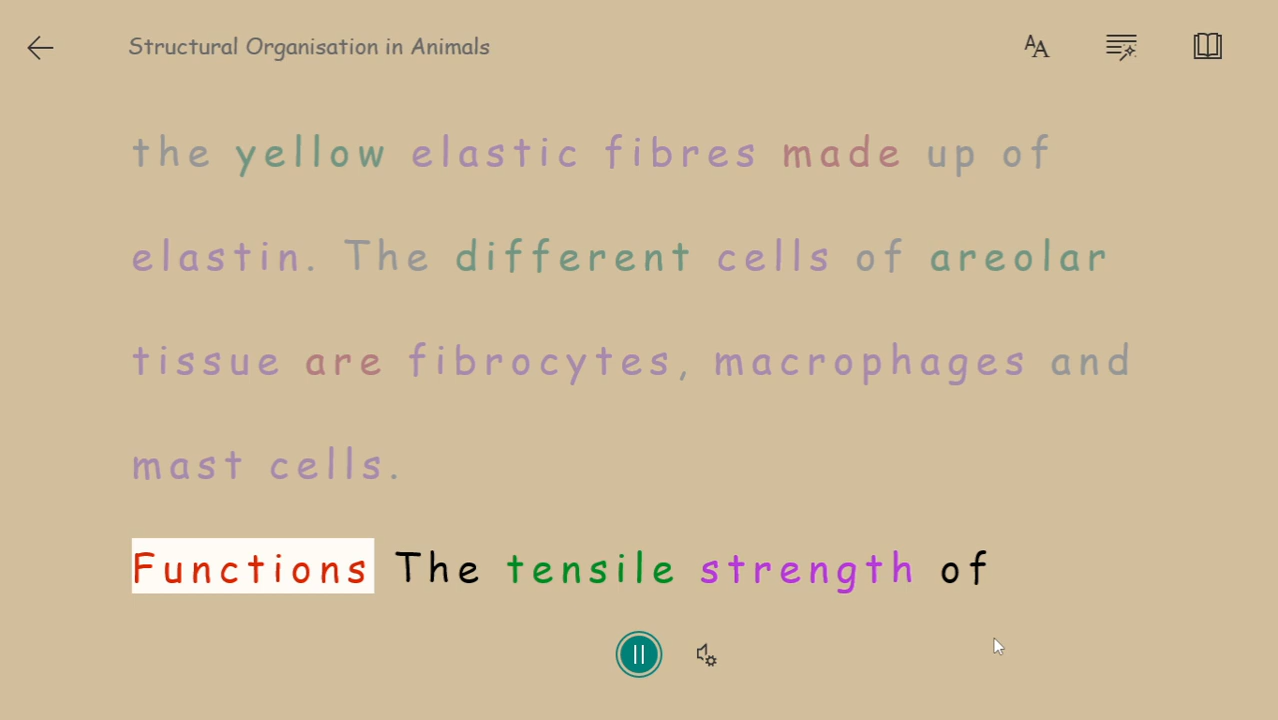 Structural Organisation in Animals
the yellow elastic fibres made up of
elastin. The different cells of areolar
tissue are fibrocytes, macrophages and
mast cells.
Functions The tensile strength of